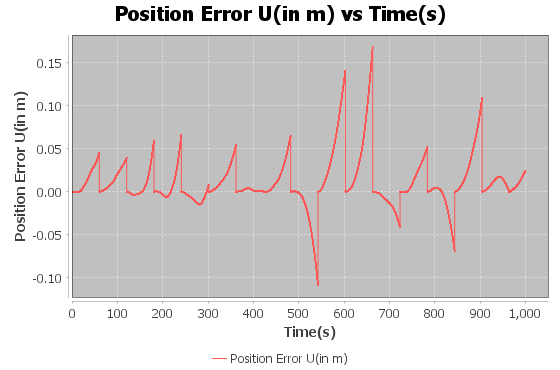 Position Error U(in m) vs Time(s)
Position Error U(in m)
0.15
0.10
0.05
0.00
-0.05
-0.10
0 100 200 300 400 500 600 700 800 900 1,000
Time(s)
Position Error U(in m)